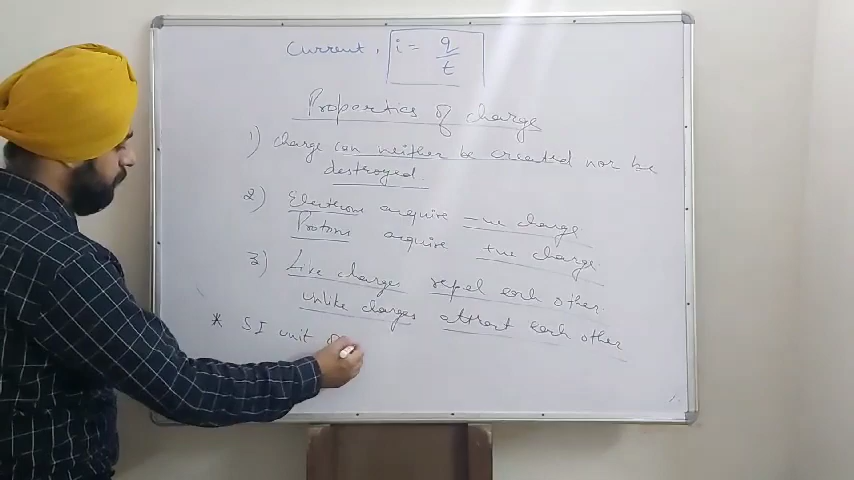 Current, i = q/t
Properties of charge
1) charge can neither be created nor be
destroyed.
2) Electrons acquire -ve charge
Protons acquire +ve charge.
3) Like charges repel each other.
unlike charges attract each other
* SI unit of